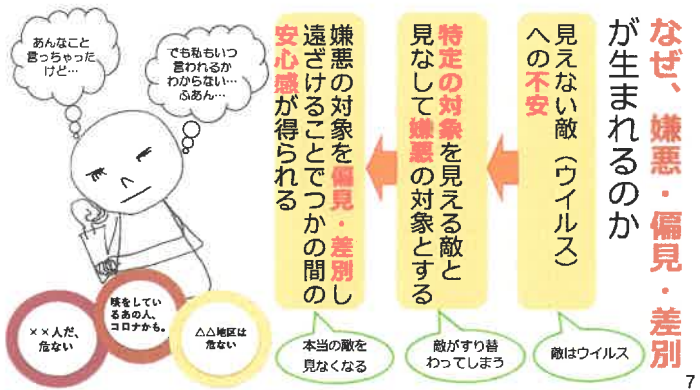 なぜ、嫌悪・偏見・差別
が生まれるのか
見えない敵（ウイルス）
への不安
特定の対象を見える敵と
見なして嫌悪の対象とする
嫌悪の対象を偏見・差別し
遠ざけることでつかの間の
安心感が得られる
敵はウイルス
敵がすり替
わってしまう
本当の敵を
見なくなる
でも私もいつ
言われるか
わからない…
ふあん…
あんなこと
言っちゃった
けど…
××人だ、
危ない
咳をしてい
るあの人、
コロナかも。
△△地区は
危ない
7